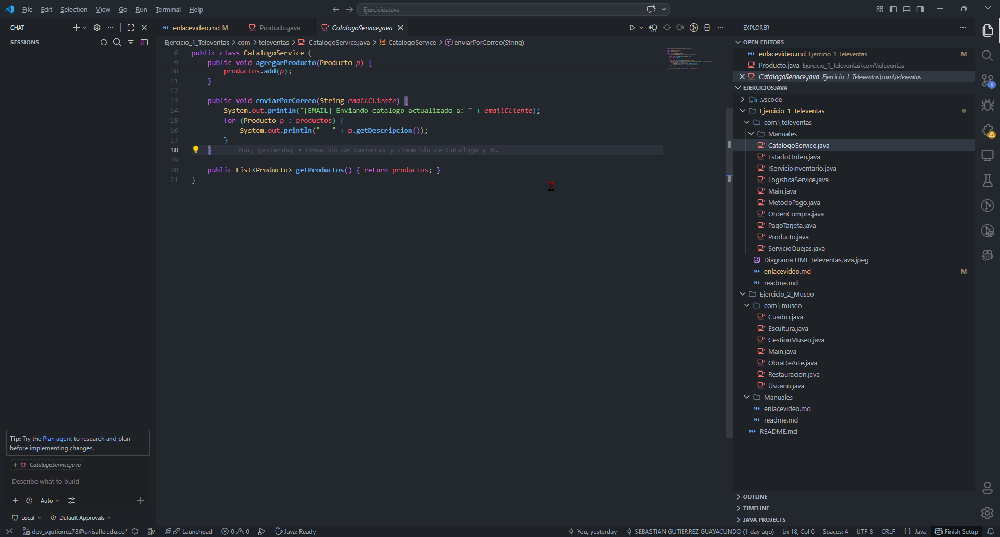 File Edit Selection View Go Run Terminal Help
EjerciciosJava
CHAT
SESSIONS
Tip: Try the Plan agent to research and plan
before implementing changes.
CatalogoService.java
Describe what to build
Auto
Local Default Approvals
enlacevideo.md M Producto.java CatalogoService.java
Ejercicio_1_Televentas > com > televentas > CatalogoService.java > CatalogoService > enviarPorCorreo(String)
6 public class CatalogoService {
9 public void agregarProducto(Producto p) {
10 productos.add(p);
11 }
12
13 public void enviarPorCorreo(String emailCliente) {
14 System.out.println("[EMAIL] Enviando catalogo actualizado a: " + emailCliente);
15 for (Producto p : productos) {
16 System.out.println(" - " + p.getDescripcion());
17 }
18 } You, yesterday • Creación de Carpetas y creación de Catalogo y P…
19
20 public List<Producto> getProductos() { return productos; }
21 }
EXPLORER
OPEN EDITORS
enlacevideo.md Ejercicio_1_Televentas M
Producto.java Ejercicio_1_Televentas\com\televentas
CatalogoService.java Ejercicio_1_Televentas\com\televentas
EJERCICIOSJAVA
.vscode
Ejercicio_1_Televentas
com\televentas
Manuales
CatalogoService.java
EstadoOrden.java
IServicioInventario.java
LogisticaService.java
Main.java
MetodoPago.java
OrdenCompra.java
PagoTarjeta.java
Producto.java
ServicioQuejas.java
Diagrama UML TeleventasJava.jpeg
enlacevideo.md M
readme.md
Ejercicio_2_Museo
com\museo
Cuadro.java
Escultura.java
GestionMuseo.java
Main.java
ObraDeArte.java
Restauracion.java
Usuario.java
Manuales
enlacevideo.md
readme.md
README.md
OUTLINE
TIMELINE
JAVA PROJECTS
1
dev_sgutierrez78@unisalle.edu.co* Launchpad 0 0 Java: Ready You, yesterday SEBASTIAN GUTIERREZ GUAYACUNDO (1 day ago) Ln 18, Col 6 Spaces: 4 UTF-8 CRLF { } Java Finish Setup